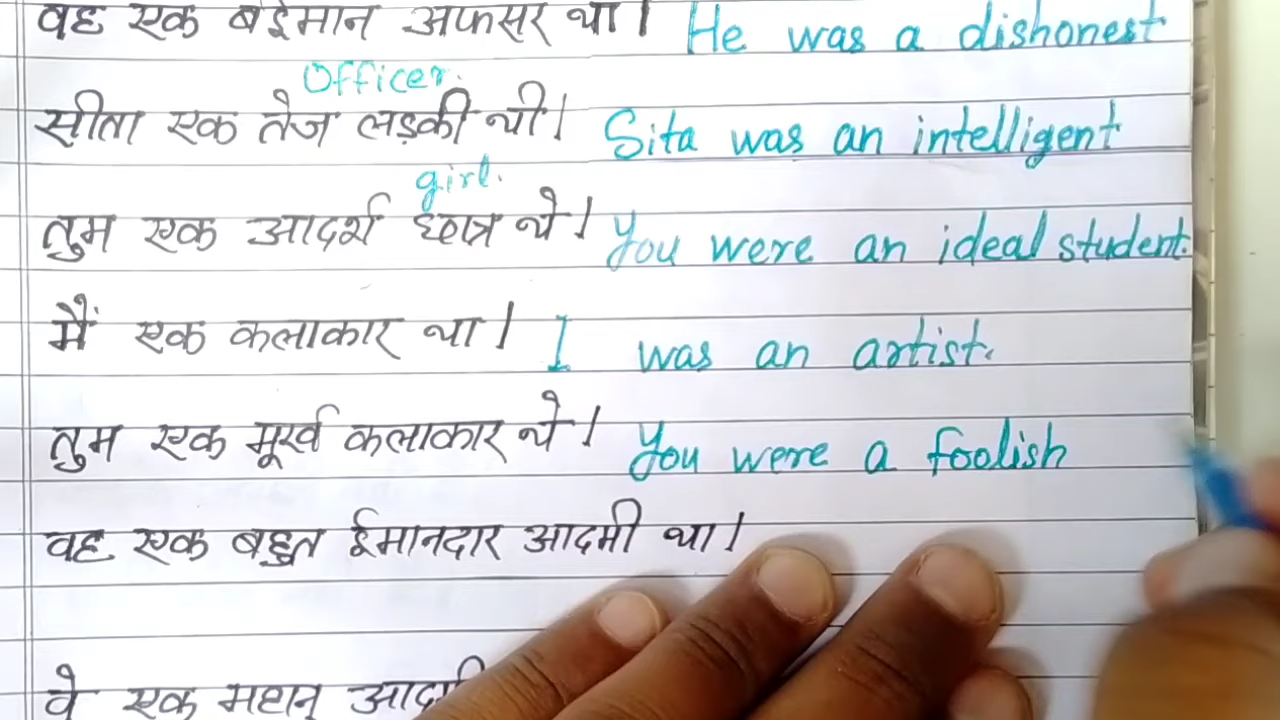 वह एक बेईमान अफसर था। He was a dishonest
Officer.
सीता एक तेज लड़की थी। Sita was an intelligent
girl.
तुम एक आदर्श छात्र थे। You were an ideal student.
मैं एक कलाकार था। I was an artist.
तुम एक मूर्ख कलाकार थे। You were a foolish
वह एक बहुत ईमानदार आदमी था।
वे एक महान्